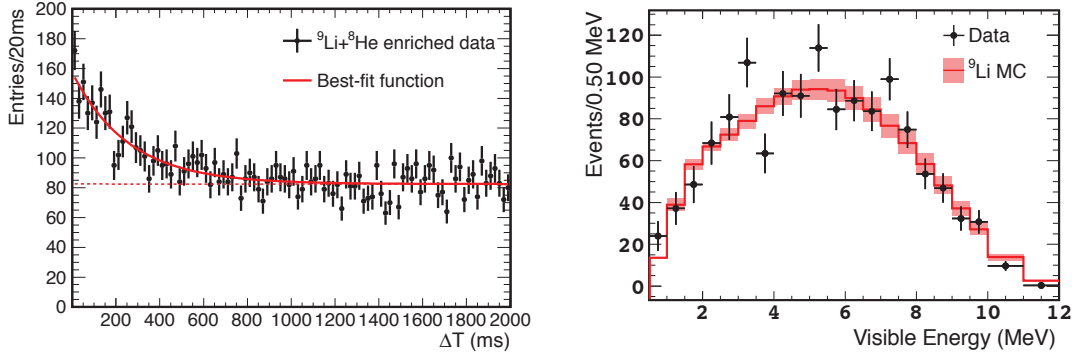 Entries/20ms
200
180
160
140
120
100
80
60
40
20
0
⁹Li+⁸He enriched data
Best-fit function
0 200 400 600 800 1000 1200 1400 1600 1800 2000
ΔT (ms)
Events/0.50 MeV
120
100
80
60
40
20
0
Data
⁹Li MC
2 4 6 8 10 12
Visible Energy (MeV)